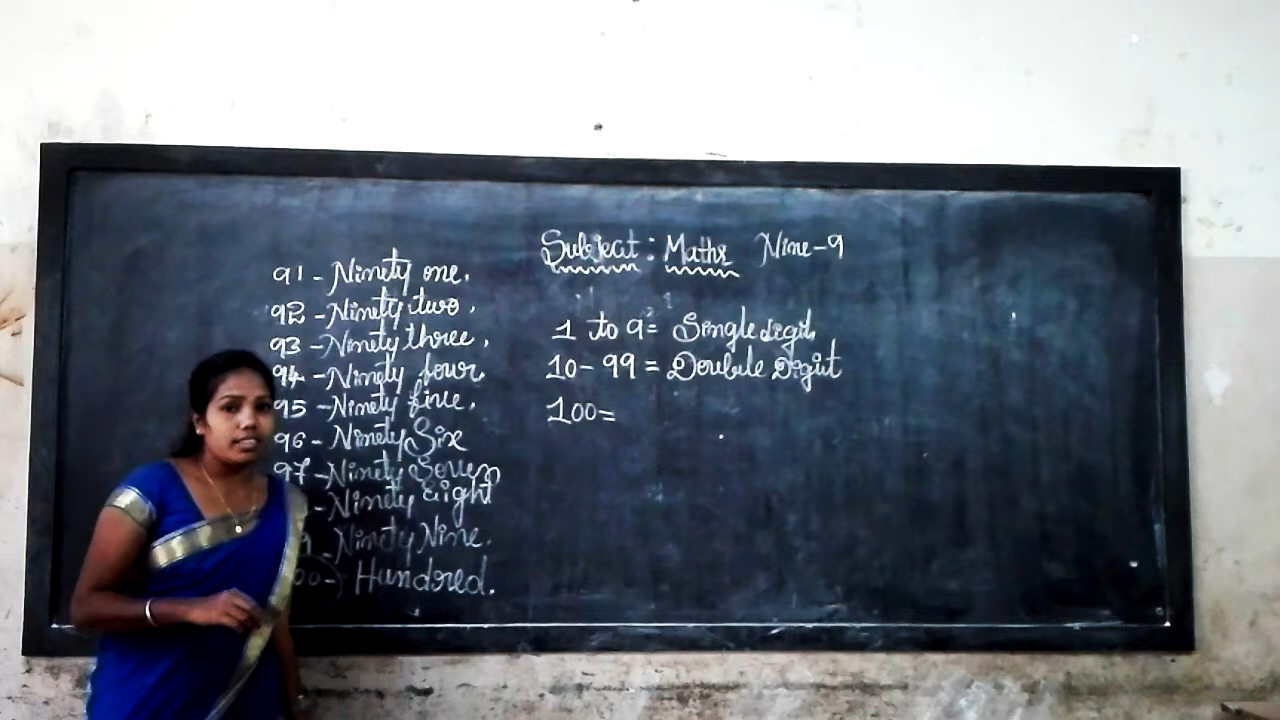 Subject: Maths Nine-9
91 - Ninety one.
92 - Ninety two.
93 - Ninety three.
94 - Ninety four.
95 - Ninety five.
96 - Ninety Six
97 - Ninety Seven
- Ninety eight
9 - Ninety Nine.
00 - Hundred.
1 to 9 = Single digit
10 - 99 = Double Digit
100 =